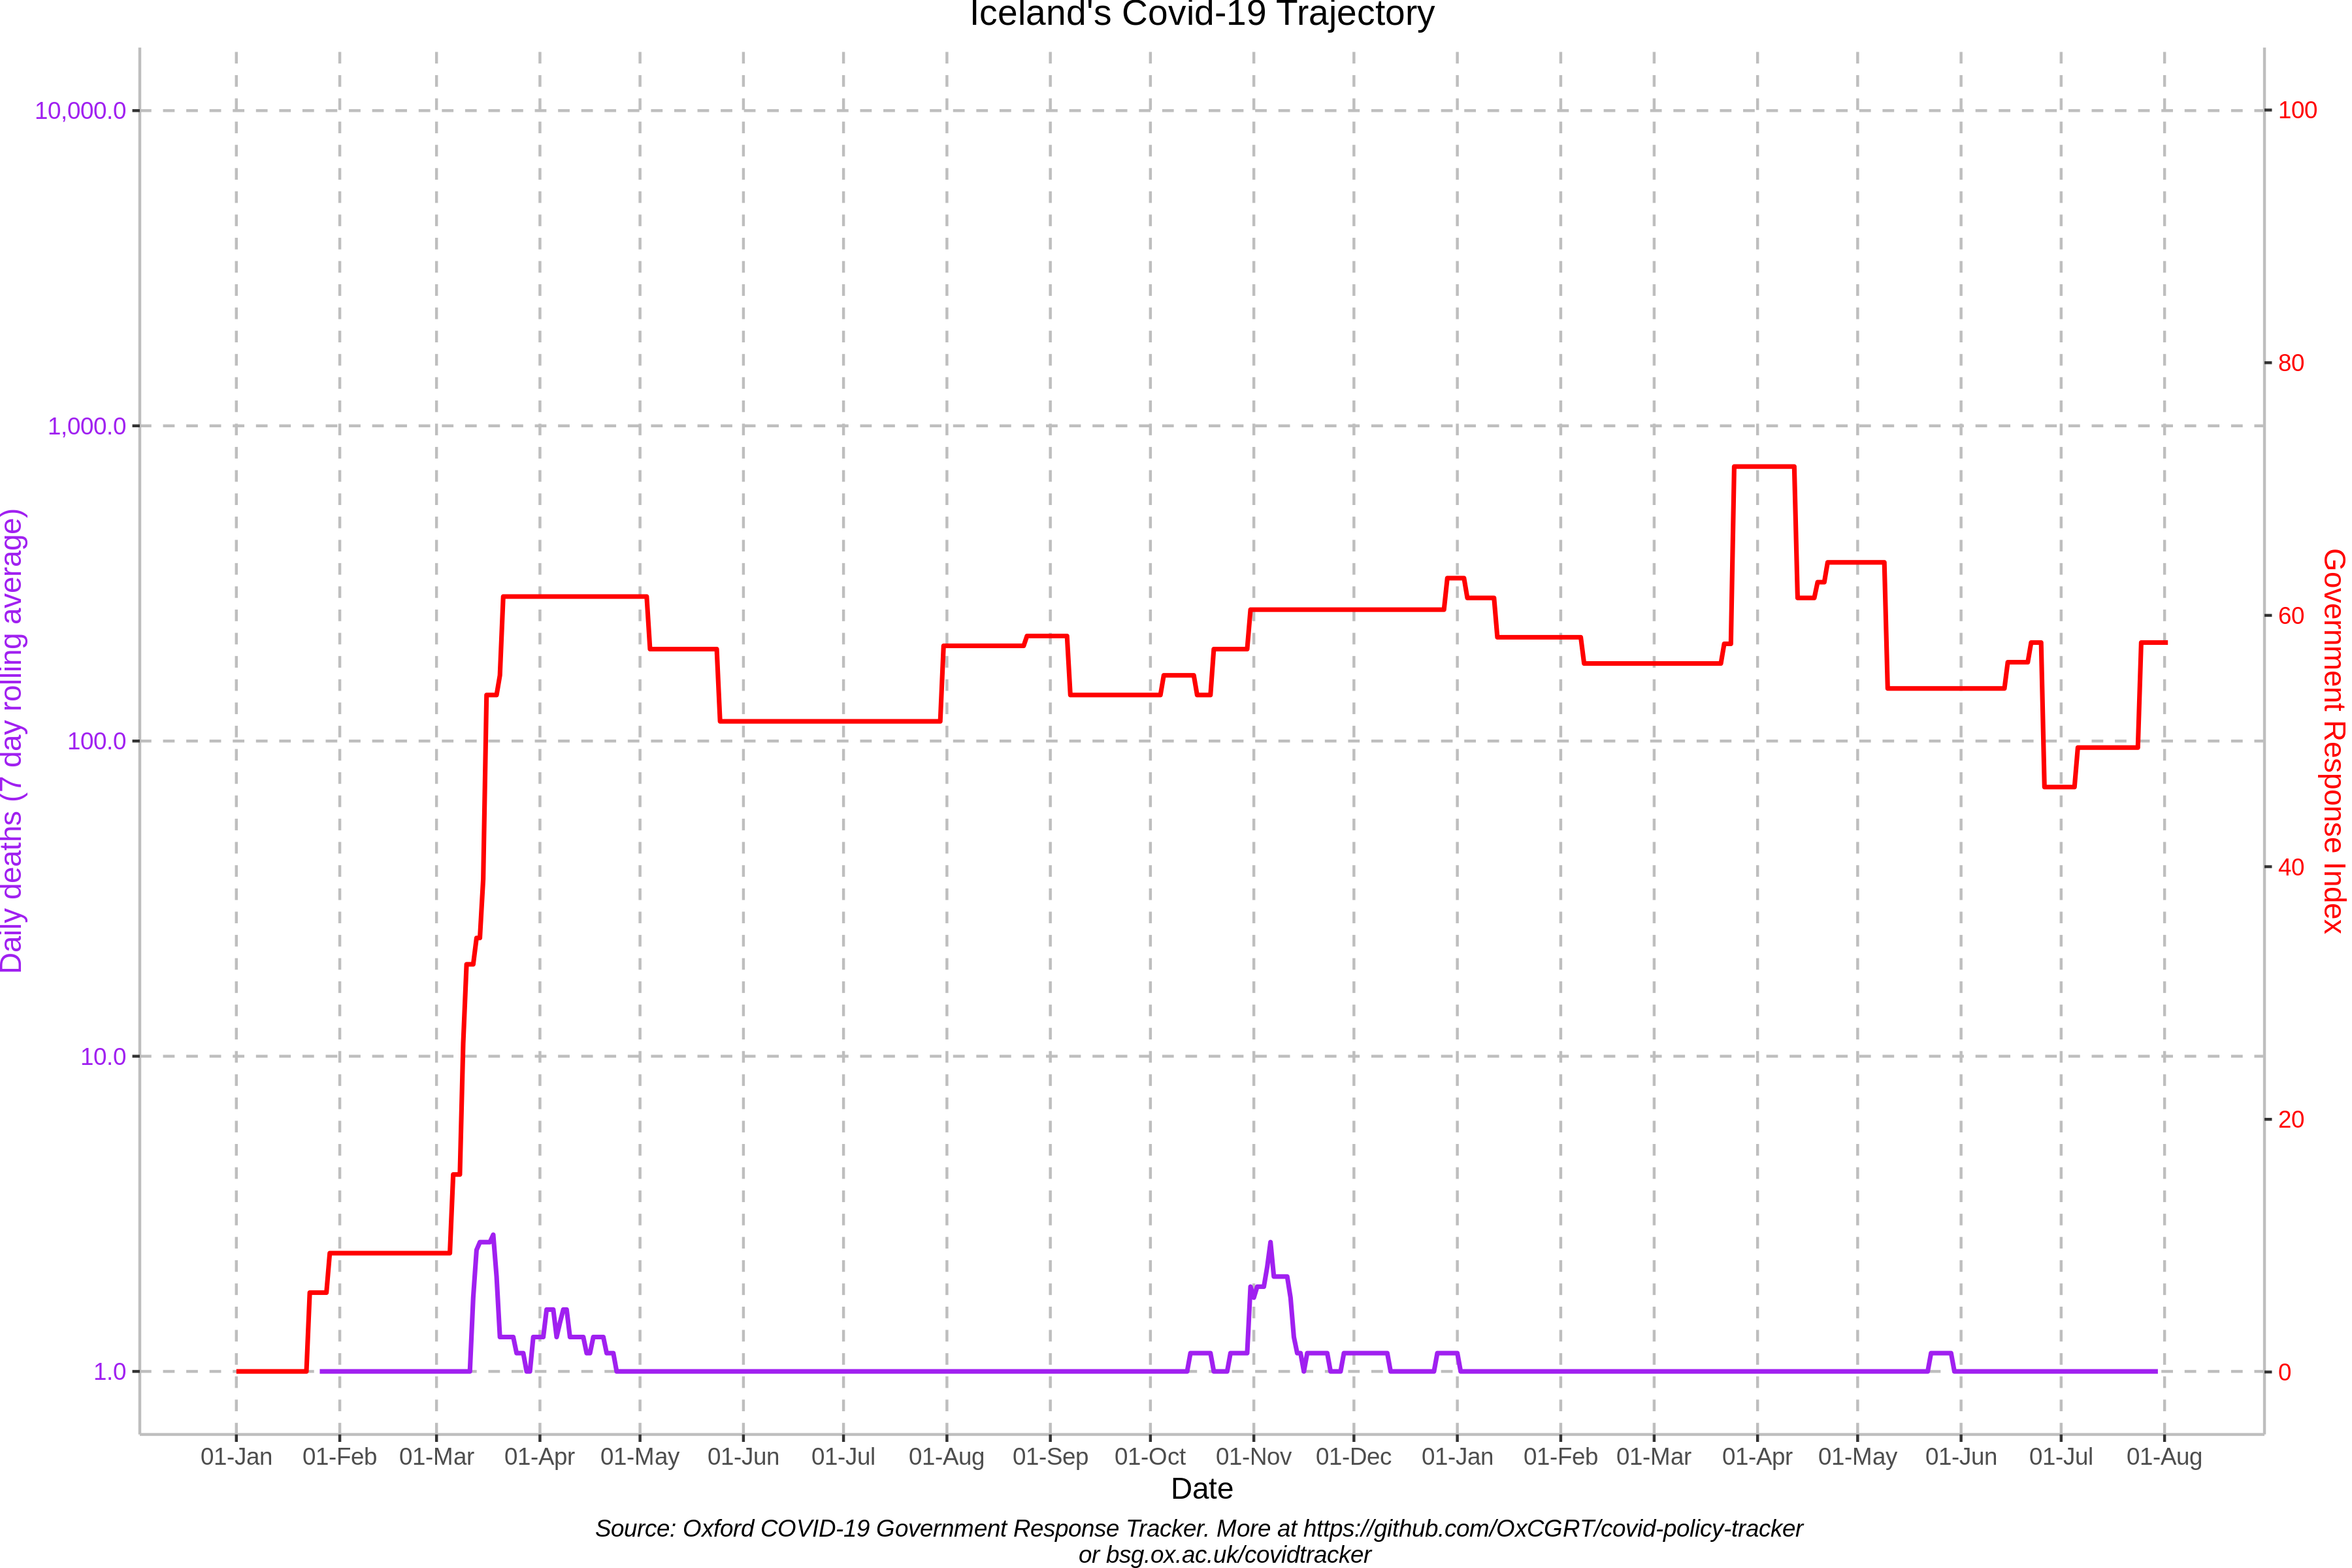 Iceland's Covid-19 Trajectory
10,000.0
1,000.0
100.0
10.0
1.0
Daily deaths (7 day rolling average)
100
80
60
40
20
0
Government Response Index
01-Jan 01-Feb 01-Mar 01-Apr 01-May 01-Jun 01-Jul 01-Aug 01-Sep 01-Oct 01-Nov 01-Dec 01-Jan 01-Feb 01-Mar 01-Apr 01-May 01-Jun 01-Jul 01-Aug
Date
Source: Oxford COVID-19 Government Response Tracker. More at https://github.com/OxCGRT/covid-policy-tracker
or bsg.ox.ac.uk/covidtracker